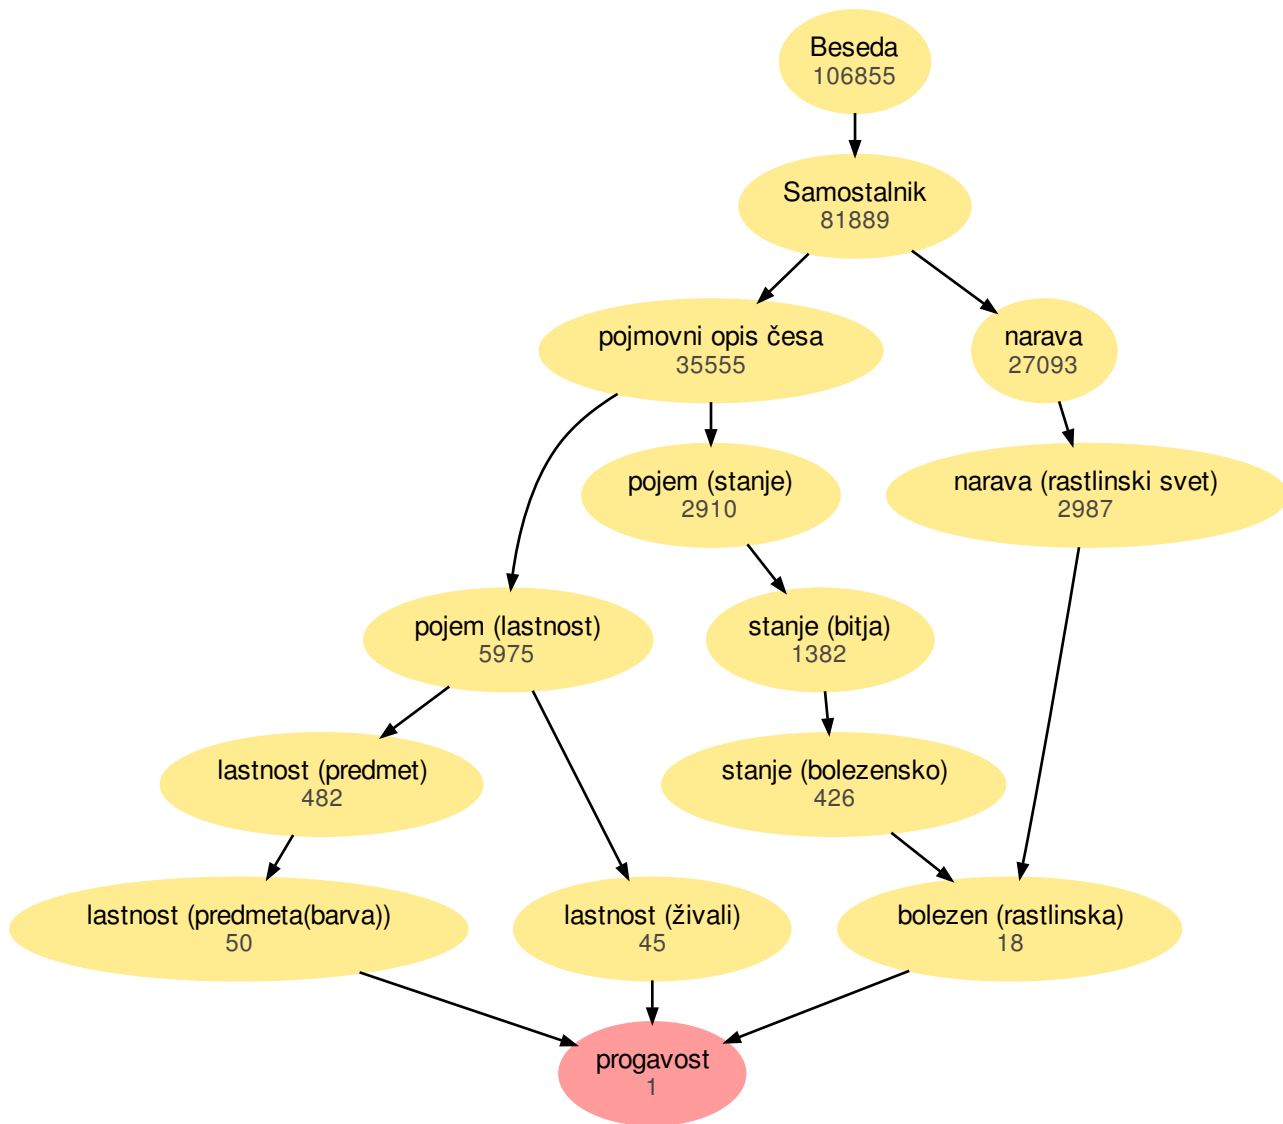 Beseda
106855
Samostalnik
81889
pojmovni opis česa
35555
narava
27093
pojem (stanje)
2910
narava (rastlinski svet)
2987
pojem (lastnost)
5975
stanje (bitja)
1382
lastnost (predmet)
482
stanje (bolezensko)
426
lastnost (predmeta(barva))
50
lastnost (živali)
45
bolezen (rastlinska)
18
progavost
1